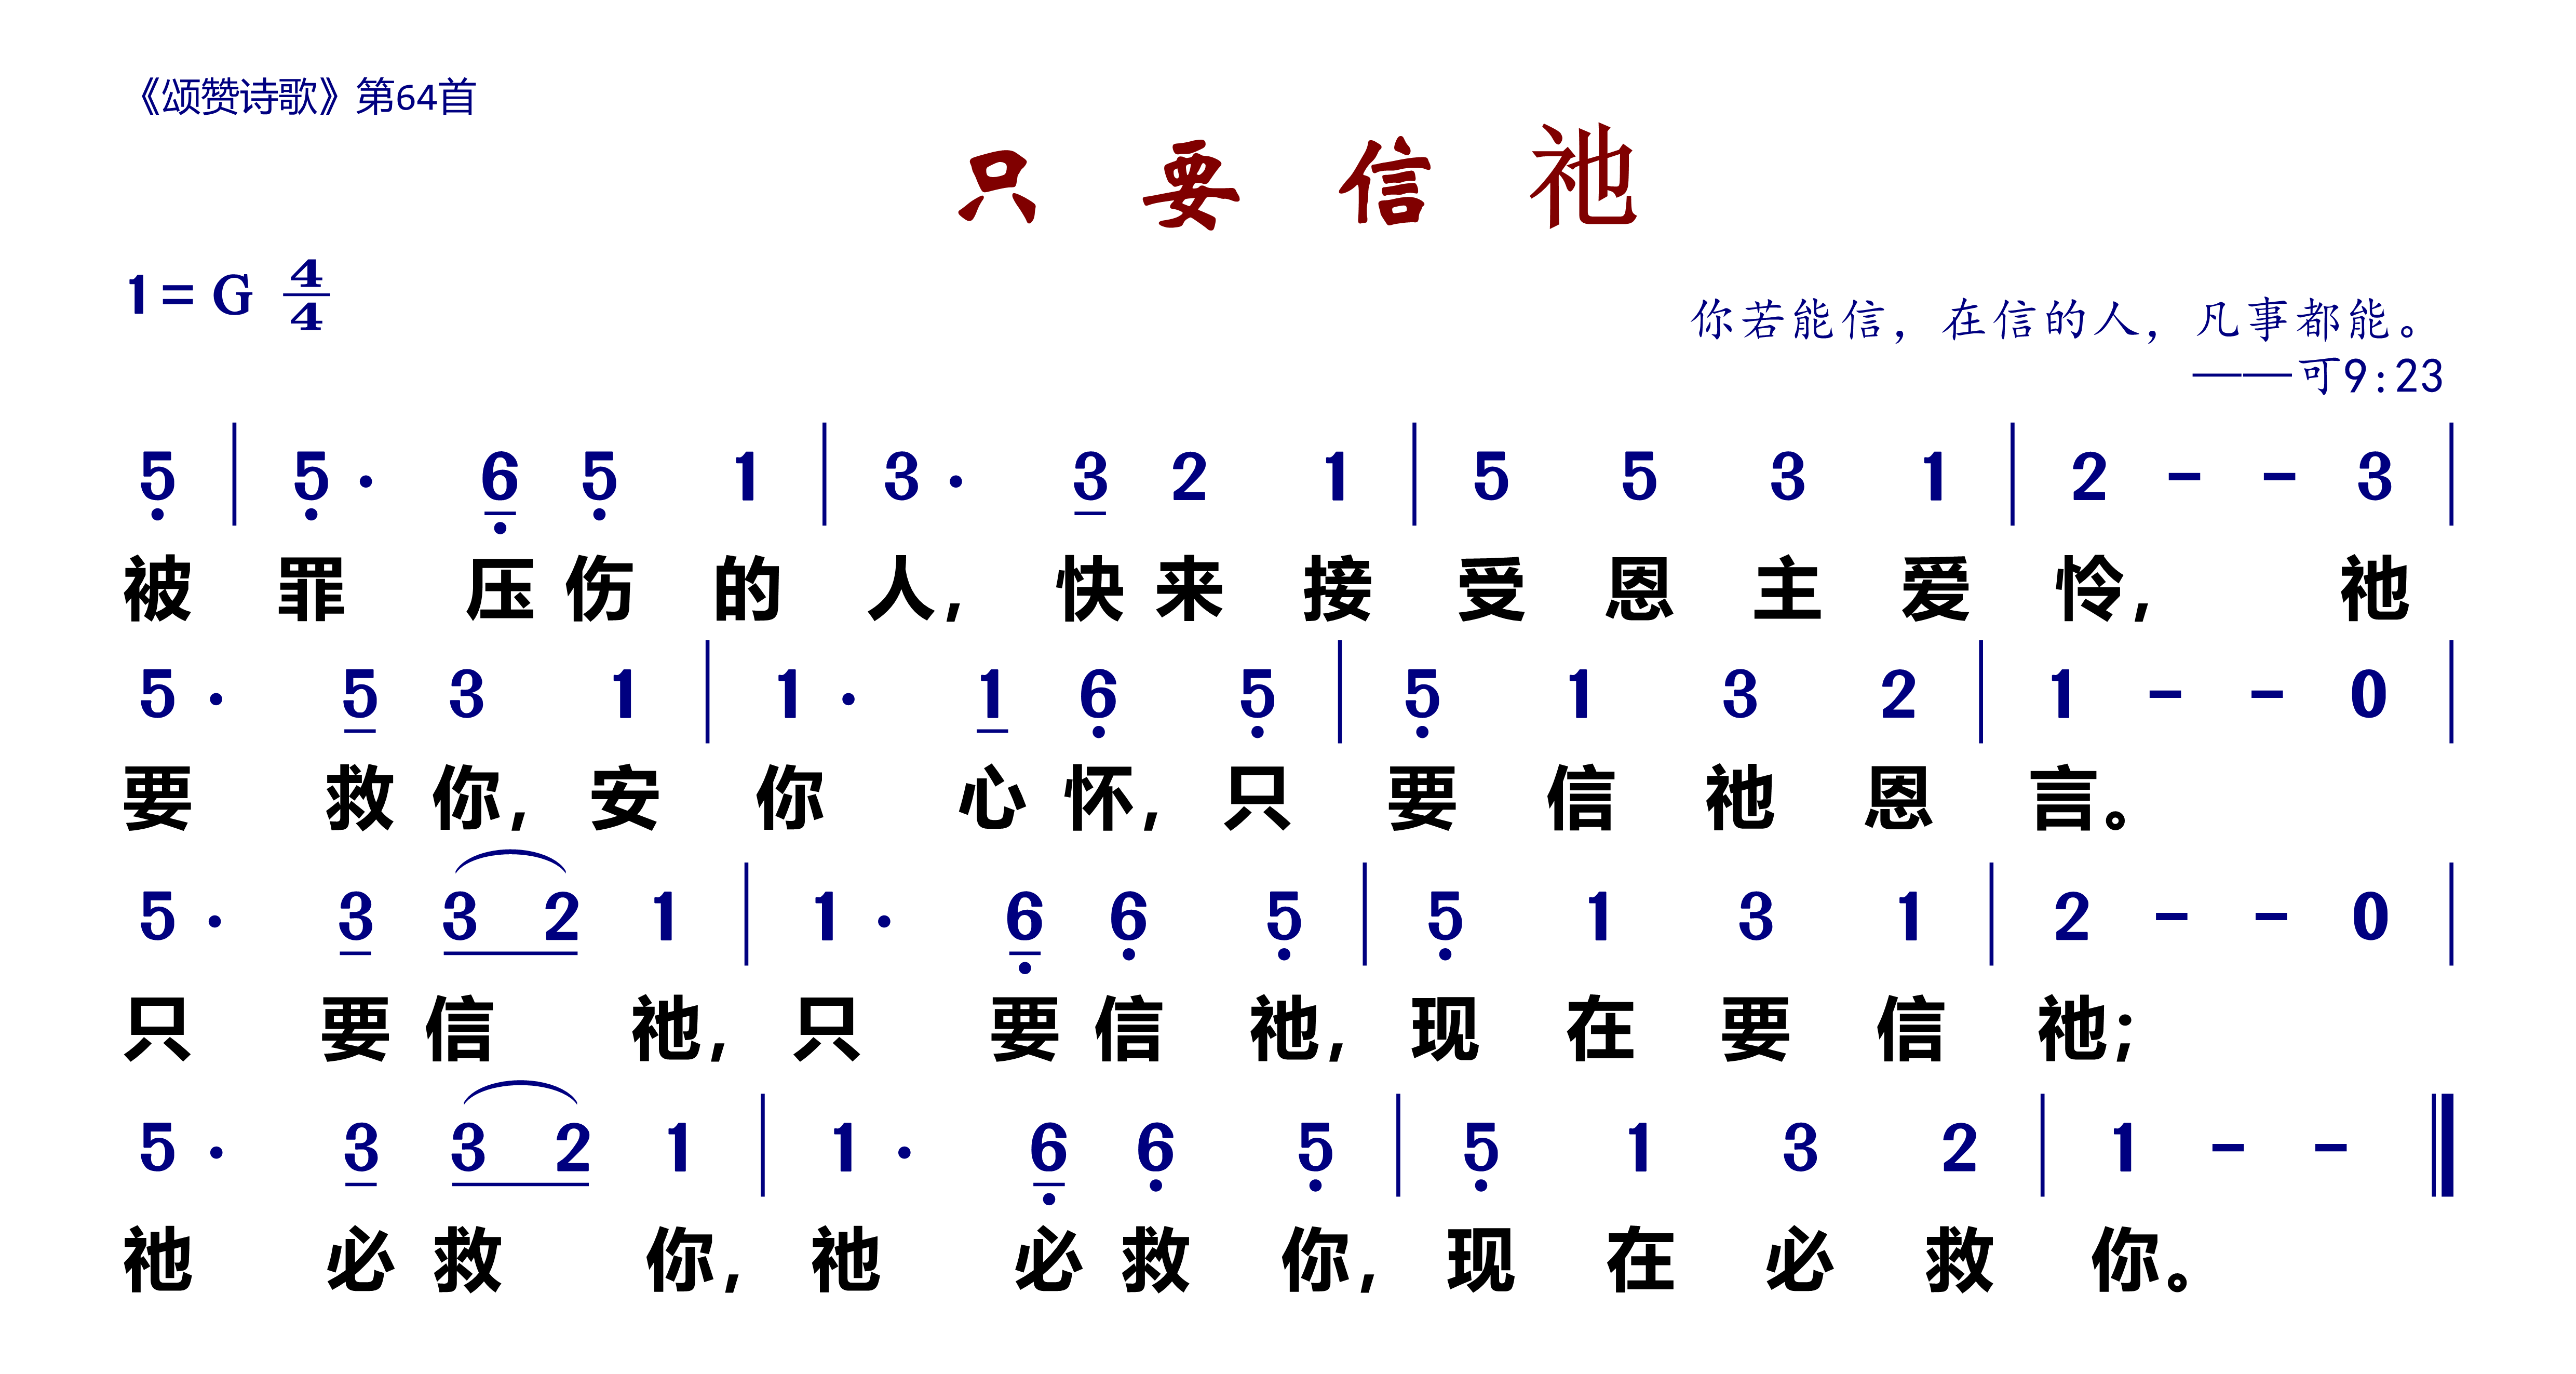 《颂赞诗歌》第64首
只要信祂
1=G 4/4
你若能信，在信的人，凡事都能。
——可9:23
5 | 5 · 6 5 1 | 3 · 3 2 1 | 5 5 3 1 | 2 - - 3 |
被罪压伤的人，快来接受恩主爱怜，祂
5 · 5 3 1 | 1 · 1 6 5 | 5 1 3 2 | 1 - - 0 |
要救你，安你心怀，只要信祂恩言。
5 · 3 3 2 1 | 1 · 6 6 5 | 5 1 3 1 | 2 - - 0 |
只要信祂，只要信祂，现在要信祂；
5 · 3 3 2 1 | 1 · 6 6 5 | 5 1 3 2 | 1 - - ‖
祂必救你，祂必救你，现在必救你。